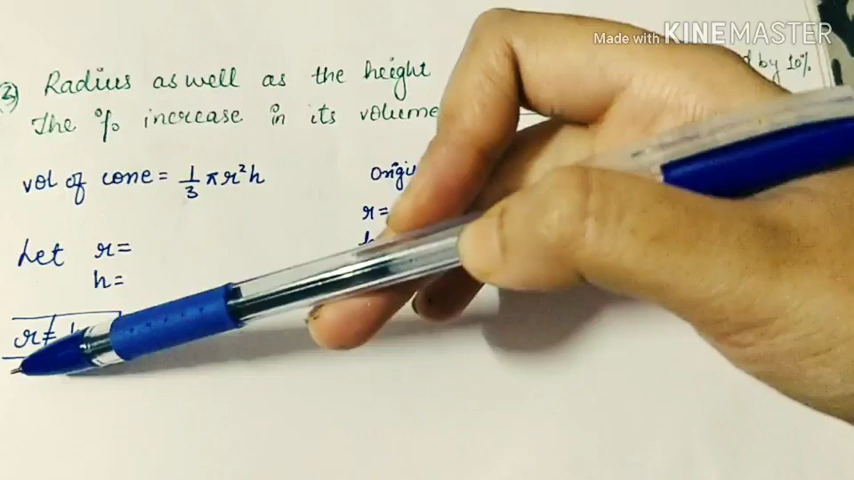 Made with KINEMASTER
2) Radius as well as the height by 10%.
The % increase in its volume
vol of cone = 1/3 πr²h
r=
Let r=
h=